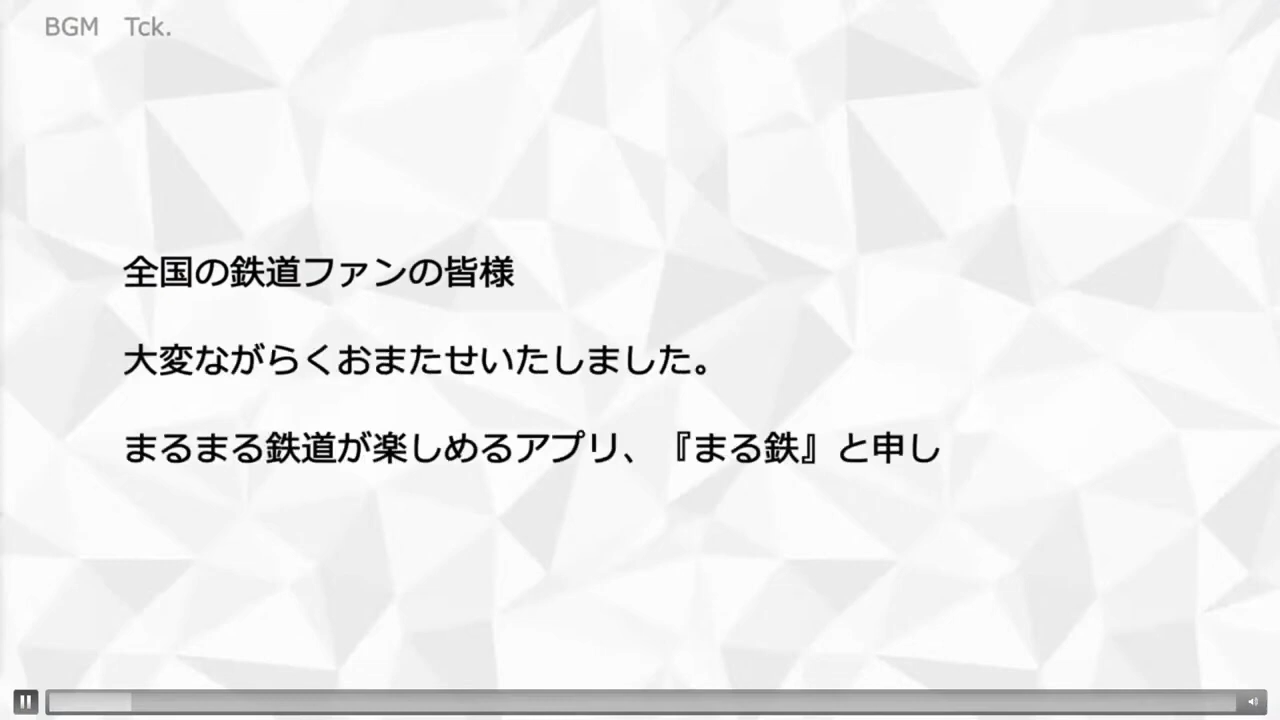 BGM　Tck.
全国の鉄道ファンの皆様
大変ながらくおまたせいたしました。
まるまる鉄道が楽しめるアプリ、『まる鉄』と申し